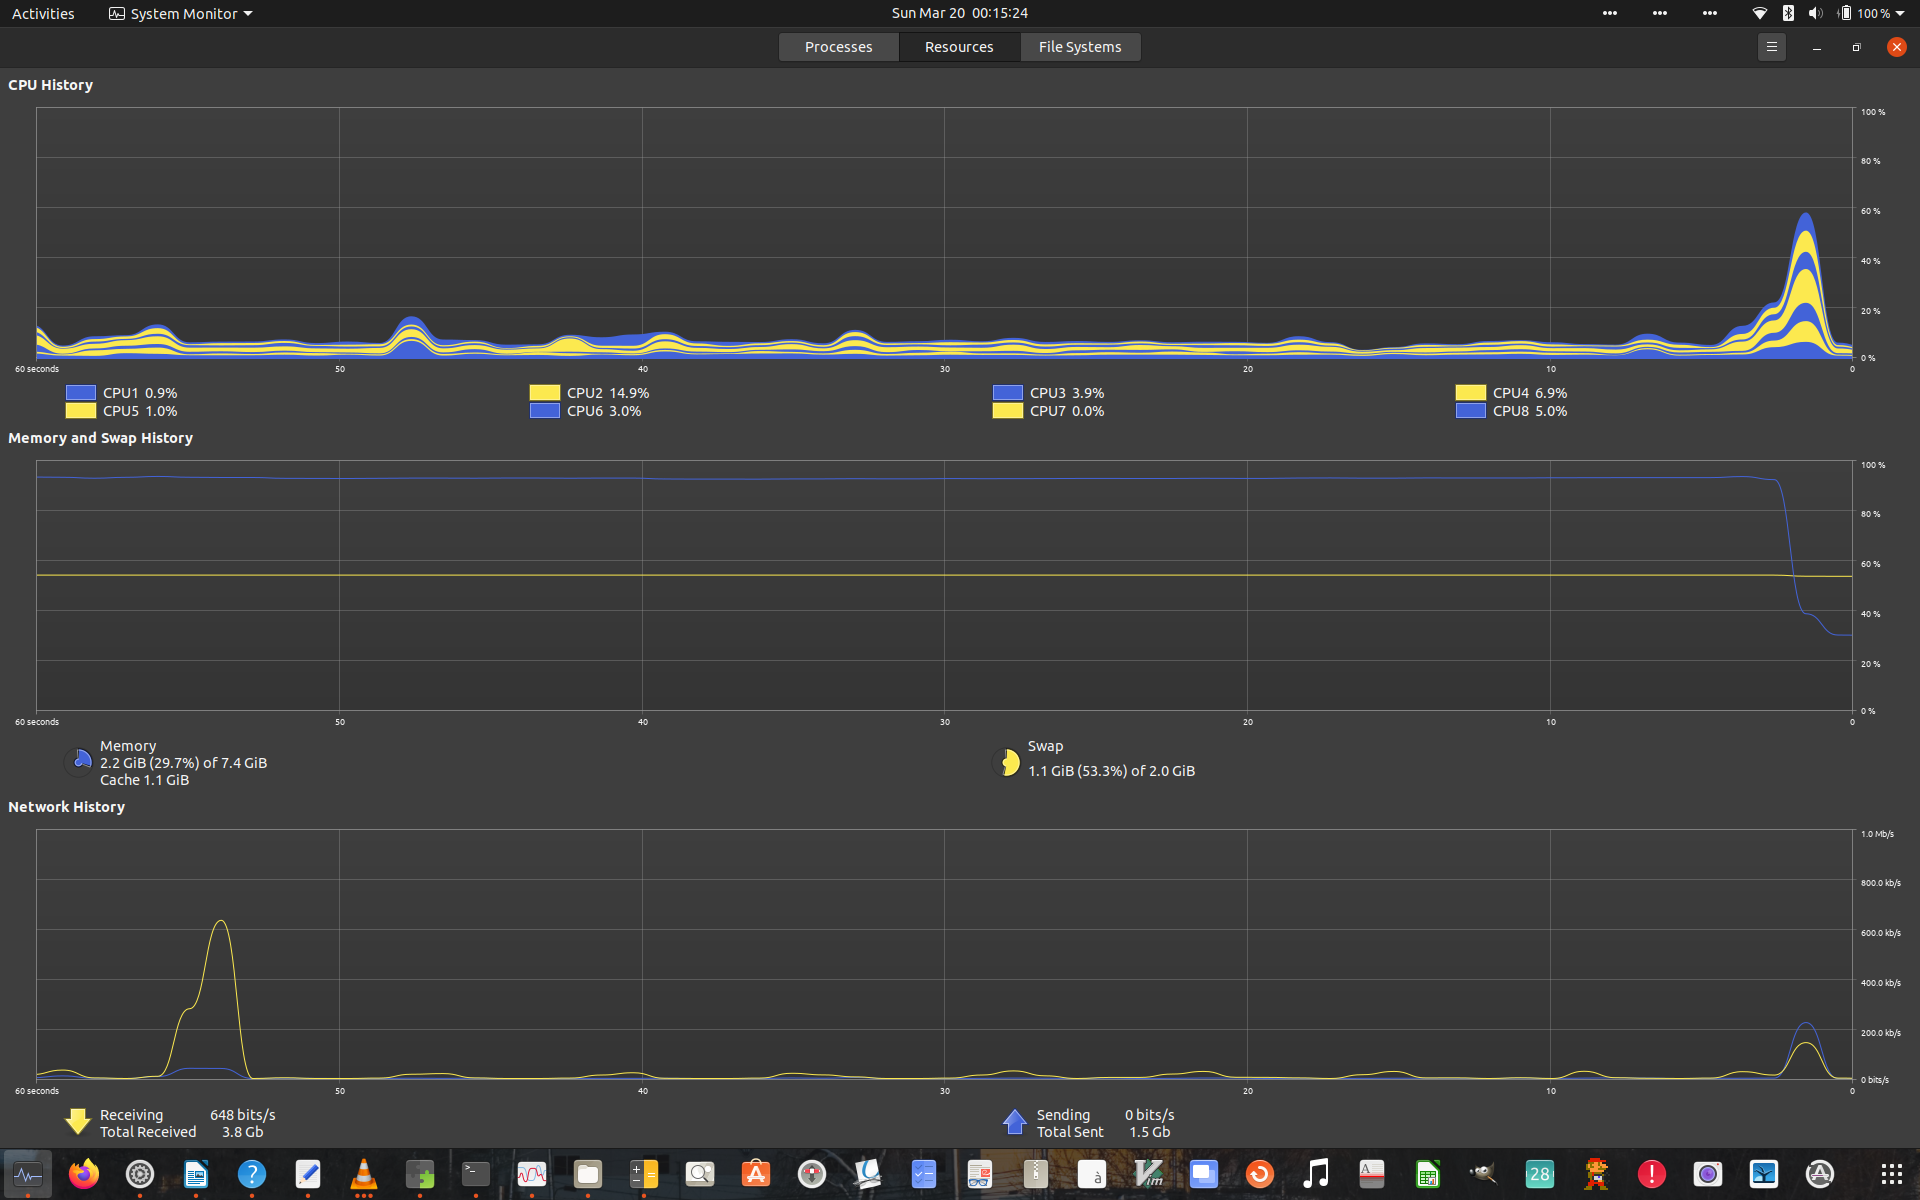 Activities System Monitor Sun Mar 20 00:15:24 100 %
Processes Resources File Systems
CPU History
100 %
80 %
60 %
40 %
20 %
0 %
60 seconds 50 40 30 20 10 0
CPU1 0.9% CPU2 14.9% CPU3 3.9% CPU4 6.9%
CPU5 1.0% CPU6 3.0% CPU7 0.0% CPU8 5.0%
Memory and Swap History
100 %
80 %
60 %
40 %
20 %
0 %
60 seconds 50 40 30 20 10 0
Memory
2.2 GiB (29.7%) of 7.4 GiB
Cache 1.1 GiB
Swap
1.1 GiB (53.3%) of 2.0 GiB
Network History
1.0 Mb/s
800.0 kb/s
600.0 kb/s
400.0 kb/s
200.0 kb/s
0 bits/s
60 seconds 50 40 30 20 10 0
Receiving 648 bits/s
Total Received 3.8 Gb
Sending 0 bits/s
Total Sent 1.5 Gb
? >_ A à Vim A 28 !